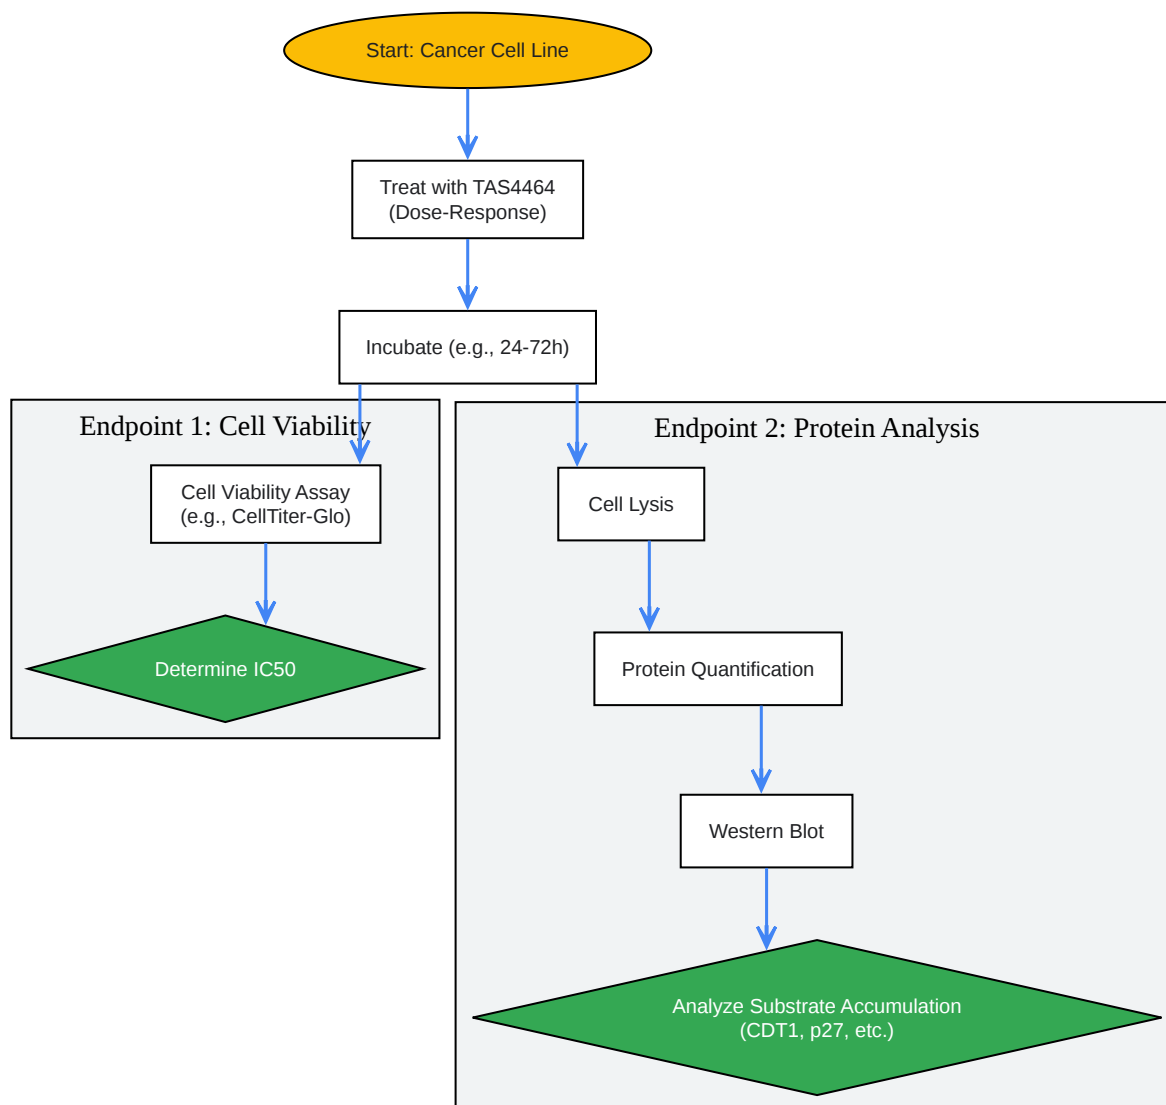 Start: Cancer Cell Line
Treat with TAS4464
(Dose-Response)
Incubate (e.g., 24-72h)
Endpoint 1: Cell Viability
Cell Viability Assay
(e.g., CellTiter-Glo)
Determine IC50
Endpoint 2: Protein Analysis
Cell Lysis
Protein Quantification
Western Blot
Analyze Substrate Accumulation
(CDT1, p27, etc.)